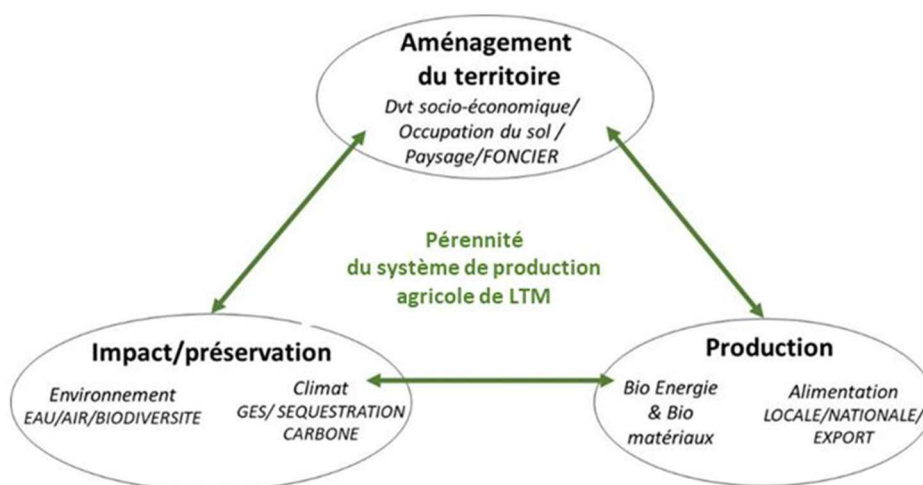 Aménagement
du territoire
Dvt socio-économique/
Occupation du sol /
Paysage/FONCIER
Pérennité
du système de production
agricole de LTM
Impact/préservation
Environnement
EAU/AIR/BIODIVERSITE
Climat
GES/ SEQUESTRATION
CARBONE
Production
Bio Energie
& Bio
matériaux
Alimentation
LOCALE/NATIONALE/
EXPORT